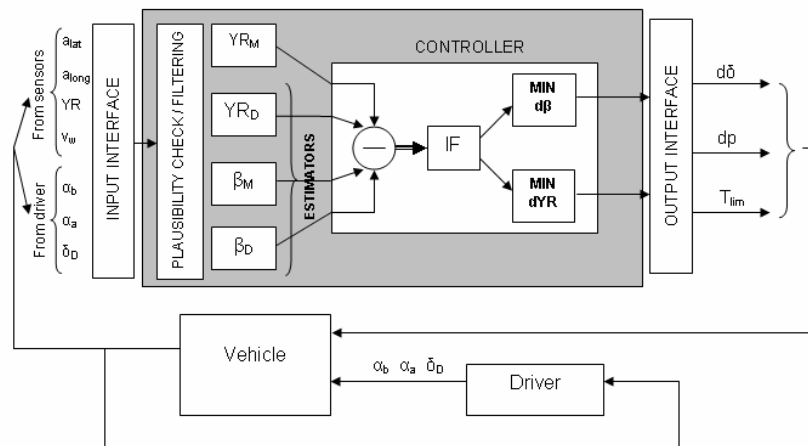 From sensors
a_lat
a_long
YR
v_w
From driver
α_b
α_a
δ_D
INPUT INTERFACE
PLAUSIBILITY CHECK / FILTERING
YR_M
YR_D
β_M
β_D
ESTIMATORS
CONTROLLER
—
IF
MIN
dβ
MIN
dYR
OUTPUT INTERFACE
dδ
dp
T_lim
Vehicle
α_b α_a δ_D
Driver